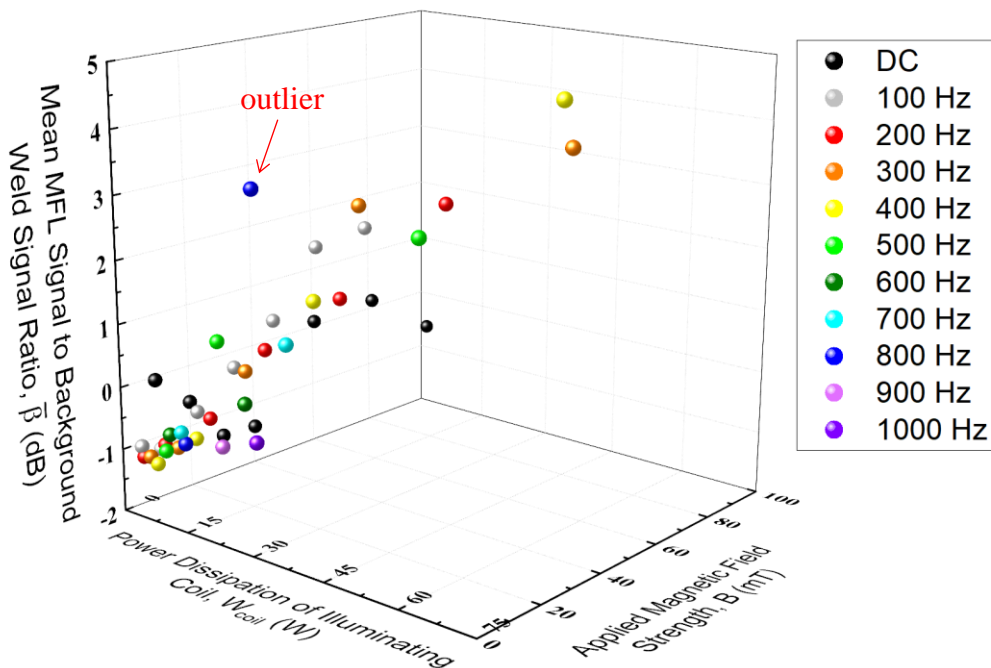 5
4
3
2
1
0
-1
-2
Mean MFL Signal to Background
Weld Signal Ratio, β̅ (dB)
outlier
0
15
30
45
60
75
Power Dissipation of Illuminating
Coil, Wcoil (W)
0
20
40
60
80
100
Applied Magnetic Field
Strength, B (mT)
DC
100 Hz
200 Hz
300 Hz
400 Hz
500 Hz
600 Hz
700 Hz
800 Hz
900 Hz
1000 Hz